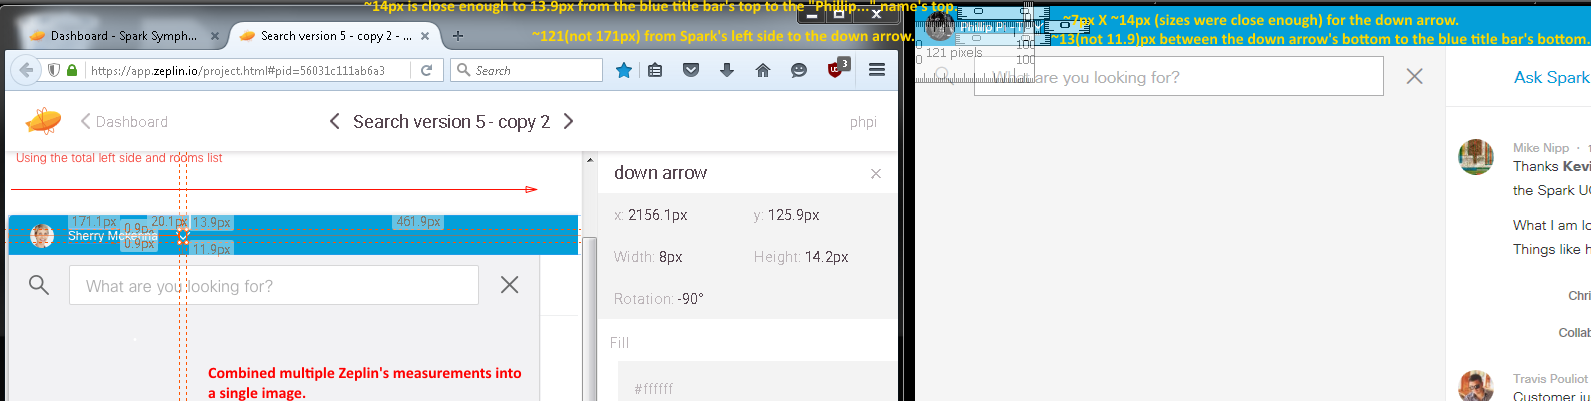 ~14px is close enough to 13.9px from the blue title bar's top to the "Phillip..." name's top.
~7px X ~14px (sizes were close enough) for the down arrow.
~121(not 171px) from Spark's left side to the down arrow.
~13(not 11.9)px between the down arrow's bottom to the blue title bar's bottom.
Dashboard - Spark Symph...
Search version 5 - copy 2 - ...
https://app.zeplin.io/project.html#pid=56031c111ab6a3
Search
3
Dashboard
Search version 5 - copy 2
phpi
Using the total left side and rooms list
down arrow
x: 2156.1px
y: 125.9px
Width: 8px
Height: 14.2px
Rotation: -90°
Fill
#ffffff
171.1px
0.9px
20.1px
13.9px
461.9px
Sherry Mckenna
0.9px
11.9px
What are you looking for?
Combined multiple Zeplin's measurements into
a single image.
100
121 pixels
100
What are you looking for?
Ask Spark
Mike Nipp
Thanks Kevi
the Spark U
What I am lo
Things like h
Chri
Collab
Travis Pouliot
Customer ju